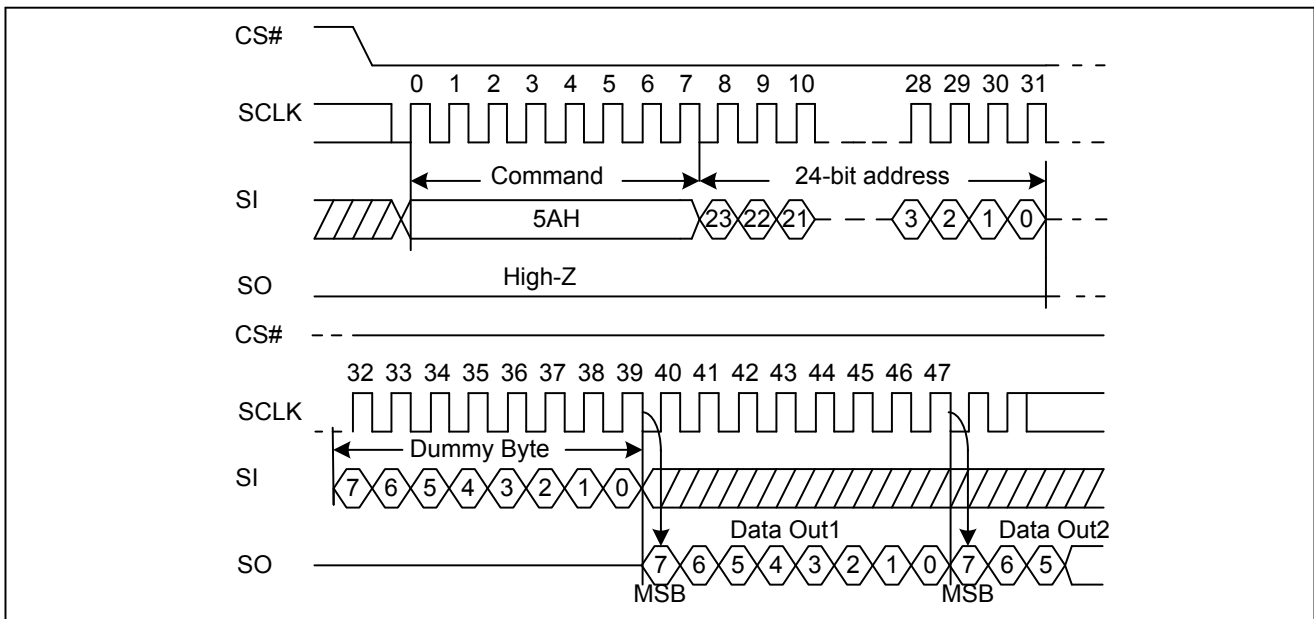 CS#
0 1 2 3 4 5 6 7 8 9 10 28 29 30 31
SCLK
Command 24-bit address
SI
5AH 23 22 21 3 2 1 0
High-Z
SO
CS#
32 33 34 35 36 37 38 39 40 41 42 43 44 45 46 47
SCLK
Dummy Byte
SI
7 6 5 4 3 2 1 0
Data Out1 Data Out2
SO
7 6 5 4 3 2 1 0 7 6 5
MSB MSB